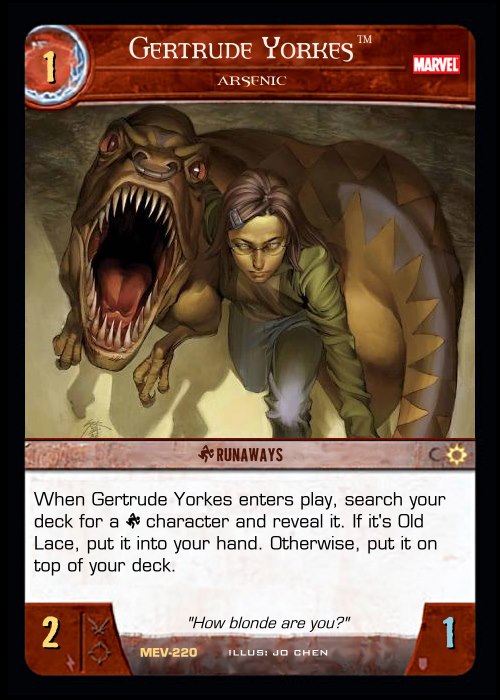 1
GERTRUDE YORKES™
ARSENIC
MARVEL
RUNAWAYS
C
When Gertrude Yorkes enters play, search your
deck for a character and reveal it. If it's Old
Lace, put it into your hand. Otherwise, put it on
top of your deck.
"How blonde are you?"
2
MEV-220 ILLUS: JO CHEN
1